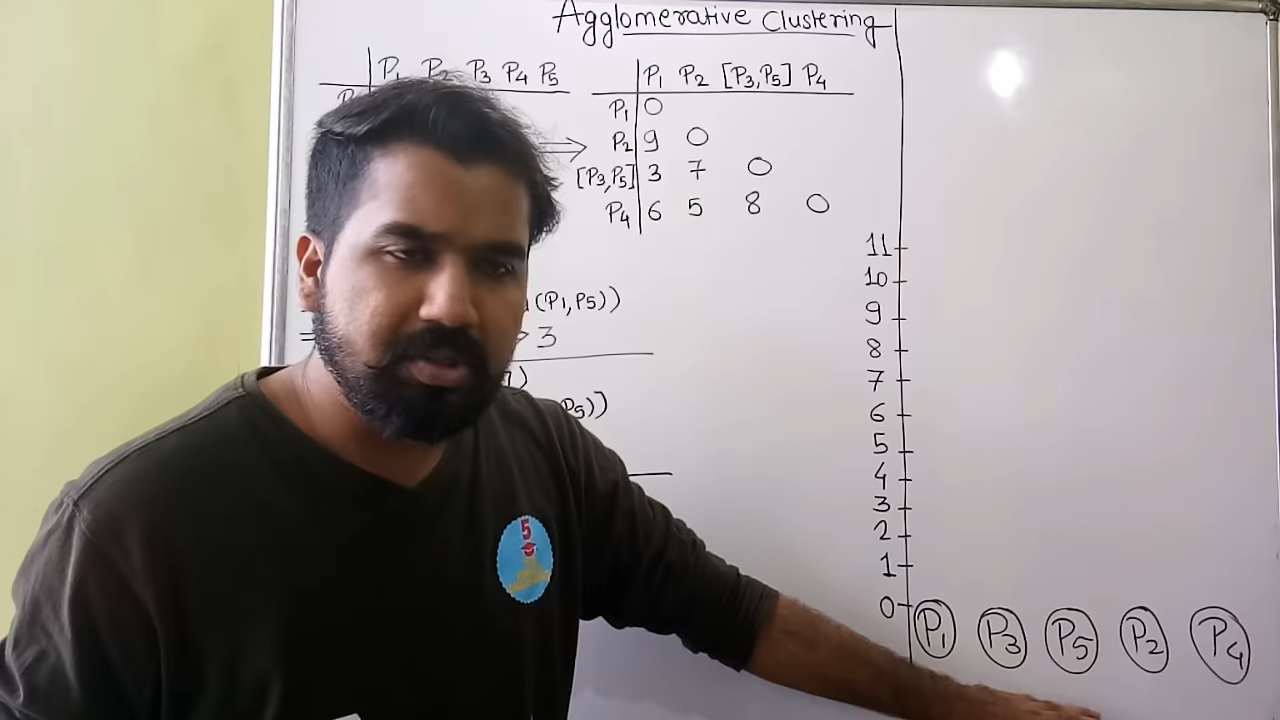 Agglomerative Clustering
P1 P2 P3 P4 P5
P1 P2 [P3,P5] P4
P1 0
P2 9 0
[P3,P5] 3 7 0
P4 6 5 8 0
(P1,P5))
= 3
P5))
11
10
9
8
7
6
5
4
3
2
1
0
P1 P3 P5 P2 P4
5